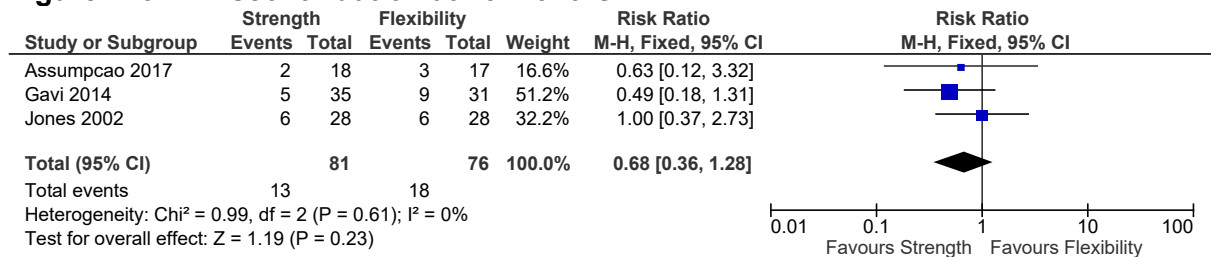 Strength Flexibility Risk Ratio Risk Ratio
Study or Subgroup Events Total Events Total Weight M-H, Fixed, 95% CI M-H, Fixed, 95% CI
Assumpcao 2017 2 18 3 17 16.6% 0.63 [0.12, 3.32]
Gavi 2014 5 35 9 31 51.2% 0.49 [0.18, 1.31]
Jones 2002 6 28 6 28 32.2% 1.00 [0.37, 2.73]
Total (95% CI) 81 76 100.0% 0.68 [0.36, 1.28]
Total events 13 18
Heterogeneity: Chi² = 0.99, df = 2 (P = 0.61); I² = 0%
Test for overall effect: Z = 1.19 (P = 0.23)
0.01 0.1 1 10 100
Favours Strength Favours Flexibility